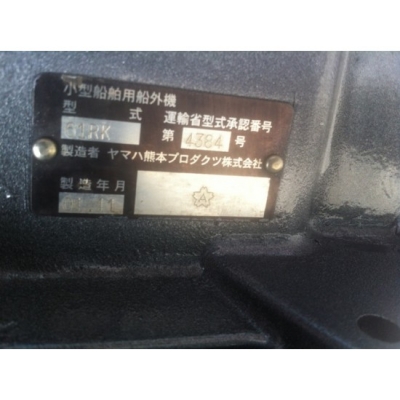 小型船舶用船外機
型式 運輸省型式承認番号
第 4384 号
製造者 ヤマハ熊本プロダクツ株式会社
製造年月